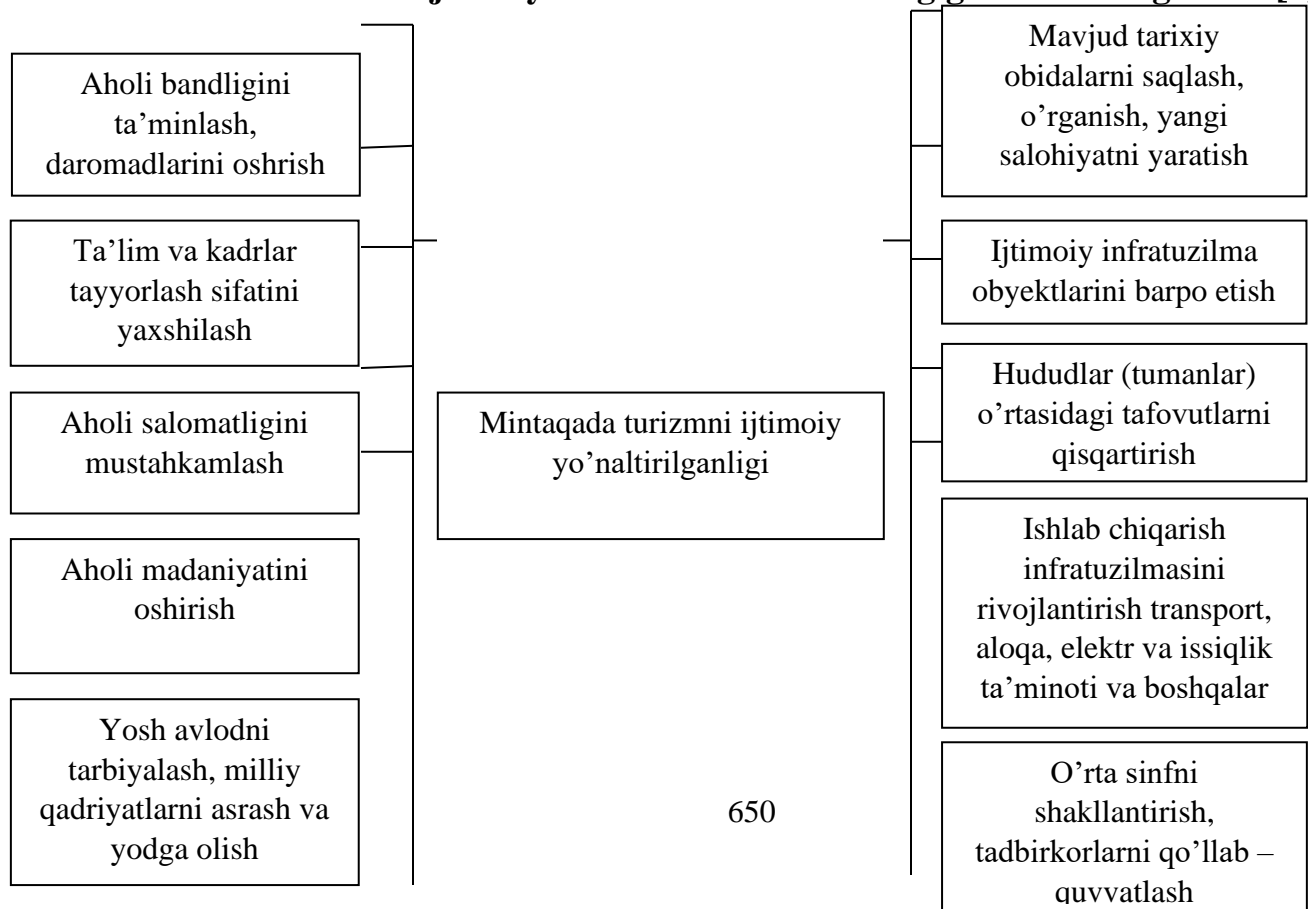 Aholi bandligini
ta’minlash,
daromadlarini oshrish
Ta’lim va kadrlar
tayyorlash sifatini
yaxshilash
Aholi salomatligini
mustahkamlash
Aholi madaniyatini
oshirish
Yosh avlodni
tarbiyalash, milliy
qadriyatlarni asrash va
yodga olish
Mintaqada turizmni ijtimoiy
yo’naltirilganligi
Mavjud tarixiy
obidalarni saqlash,
o’rganish, yangi
salohiyatni yaratish
Ijtimoiy infratuzilma
obyektlarini barpo etish
Hududlar (tumanlar)
o’rtasidagi tafovutlarni
qisqartirish
Ishlab chiqarish
infratuzilmasini
rivojlantirish transport,
aloqa, elektr va issiqlik
ta’minoti va boshqalar
O’rta sinfni
shakllantirish,
tadbirkorlarni qo’llab –
quvvatlash
650